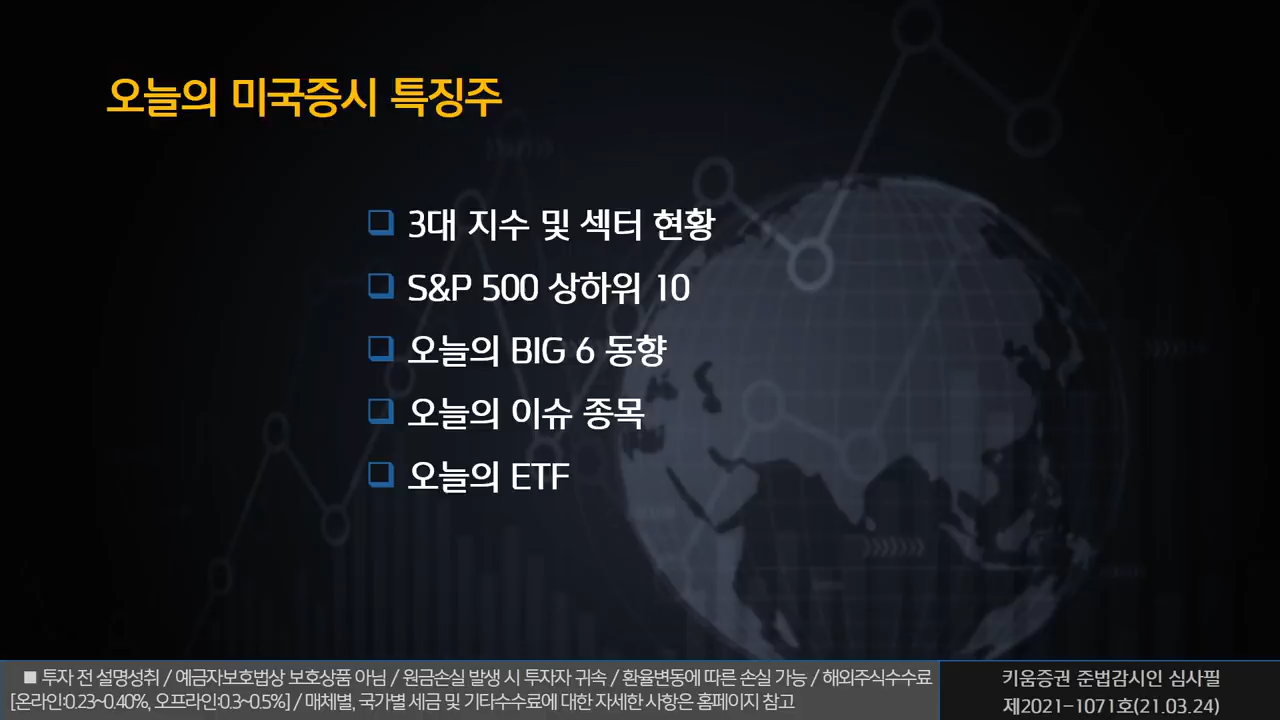 오늘의 미국증시 특징주
3대 지수 및 섹터 현황
S&P 500 상하위 10
오늘의 BIG 6 동향
오늘의 이슈 종목
오늘의 ETF
■ 투자 전 설명성취 / 예금자보호법상 보호상품 아님 / 원금손실 발생 시 투자자 귀속 / 환율변동에 따른 손실 가능 / 해외주식수수료
[온라인:0.23~0.40%, 오프라인:0.3~0.5%] / 매체별, 국가별 세금 및 기타수수료에 대한 자세한 사항은 홈페이지 참고
키움증권 준법감시인 심사필
제2021-1071호(21.03.24)